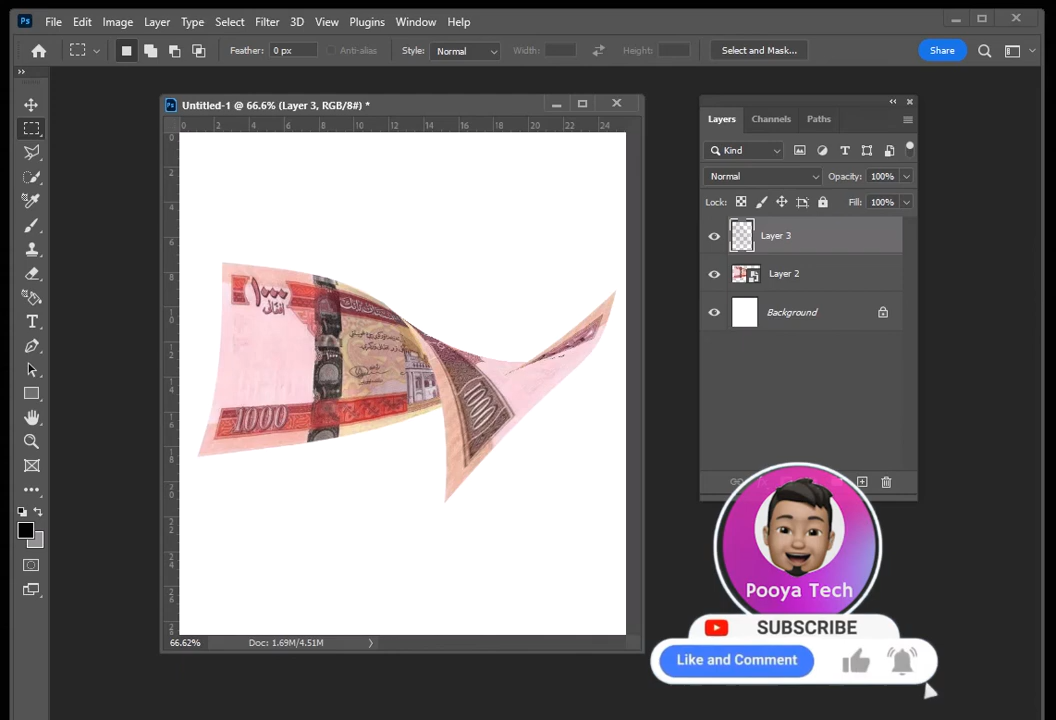 Ps File Edit Image Layer Type Select Filter 3D View Plugins Window Help
Feather: 0 px Anti-alias Style: Normal Width: Height: Select and Mask... Share
Untitled-1 @ 66.6% (Layer 3, RGB/8#) *
0 2 4 6 8 10 12 14 16 18 20 22 24
Layers Channels Paths
Kind
Normal Opacity: 100%
Lock: Fill: 100%
Layer 3
Layer 2
Background
۱۰۰۰
افغانی
1000
1000
66.62% Doc: 1.69M/4.51M
Pooya Tech
SUBSCRIBE
Like and Comment